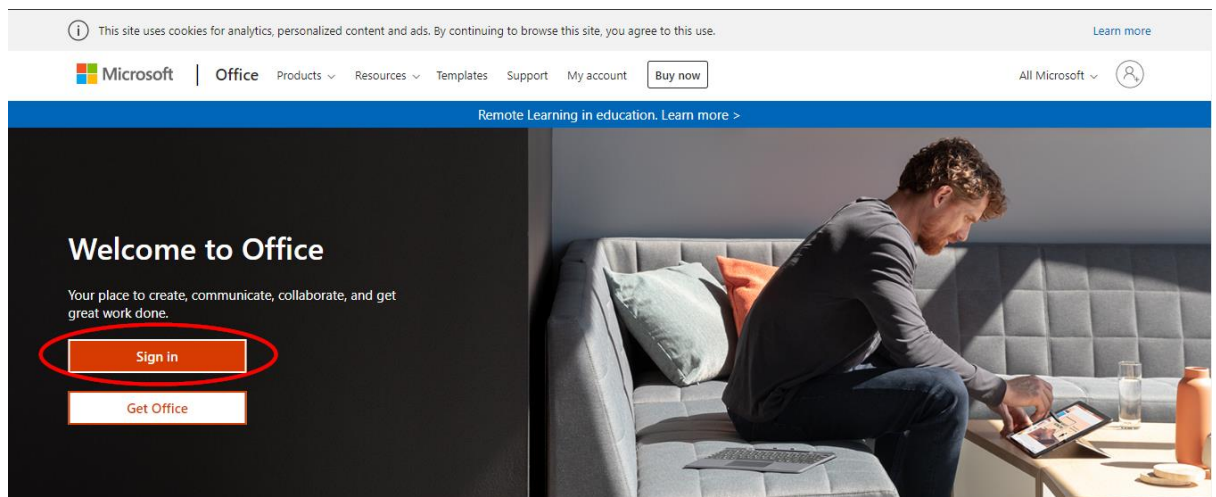 This site uses cookies for analytics, personalized content and ads. By continuing to browse this site, you agree to this use.
Learn more
Microsoft
Office
Products
Resources
Templates
Support
My account
Buy now
All Microsoft
Remote Learning in education. Learn more >
Welcome to Office
Your place to create, communicate, collaborate, and get
great work done.
Sign in
Get Office